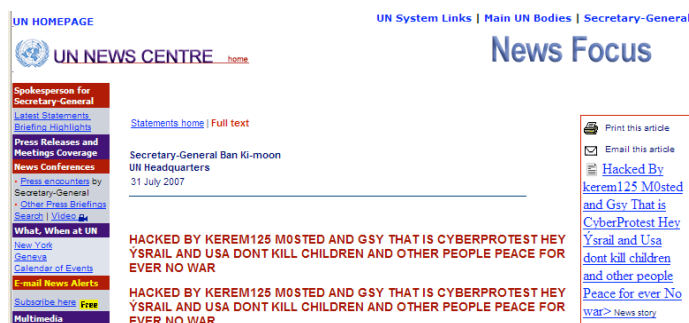 UN HOMEPAGE
UN System Links | Main UN Bodies | Secretary-General
UN NEWS CENTRE home
News Focus
Spokesperson for
Secretary-General
Latest Statements
Briefing Highlights
Press Releases and
Meetings Coverage
News Conferences
· Press encounters by
Secretary-General
· Other Press Briefings
Search | Video
What, When at UN
New York
Geneva
Calendar of Events
E-mail News Alerts
Subscribe here Free
Multimedia
Statements home | Full text
Secretary-General Ban Ki-moon
UN Headquarters
31 July 2007
HACKED BY KEREM125 M0STED AND GSY THAT IS CYBERPROTEST HEY
ÝSRAIL AND USA DONT KILL CHILDREN AND OTHER PEOPLE PEACE FOR
EVER NO WAR
HACKED BY KEREM125 M0STED AND GSY THAT IS CYBERPROTEST HEY
ÝSRAIL AND USA DONT KILL CHILDREN AND OTHER PEOPLE PEACE FOR
EVER NO WAR
Print this article
Email this article
Hacked By
kerem125 M0sted
and Gsy That is
CyberProtest Hey
Ýsrail and Usa
dont kill children
and other people
Peace for ever No
war> News story